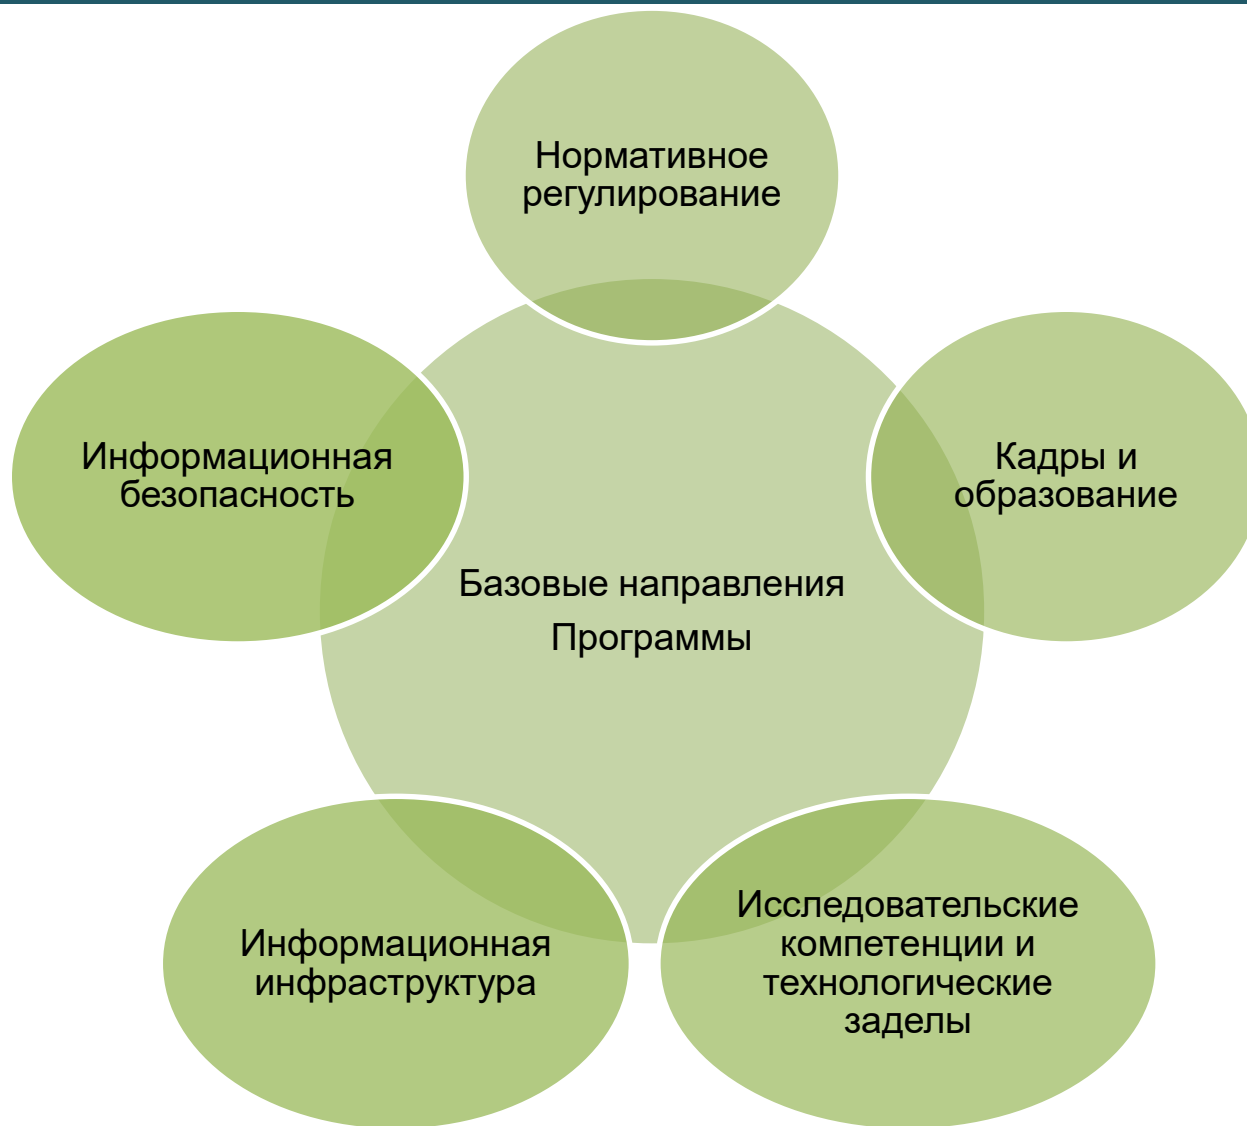 Нормативное
регулирование
Информационная
безопасность
Кадры и
образование
Базовые направления
Программы
Информационная
инфраструктура
Исследовательские
компетенции и
технологические
заделы